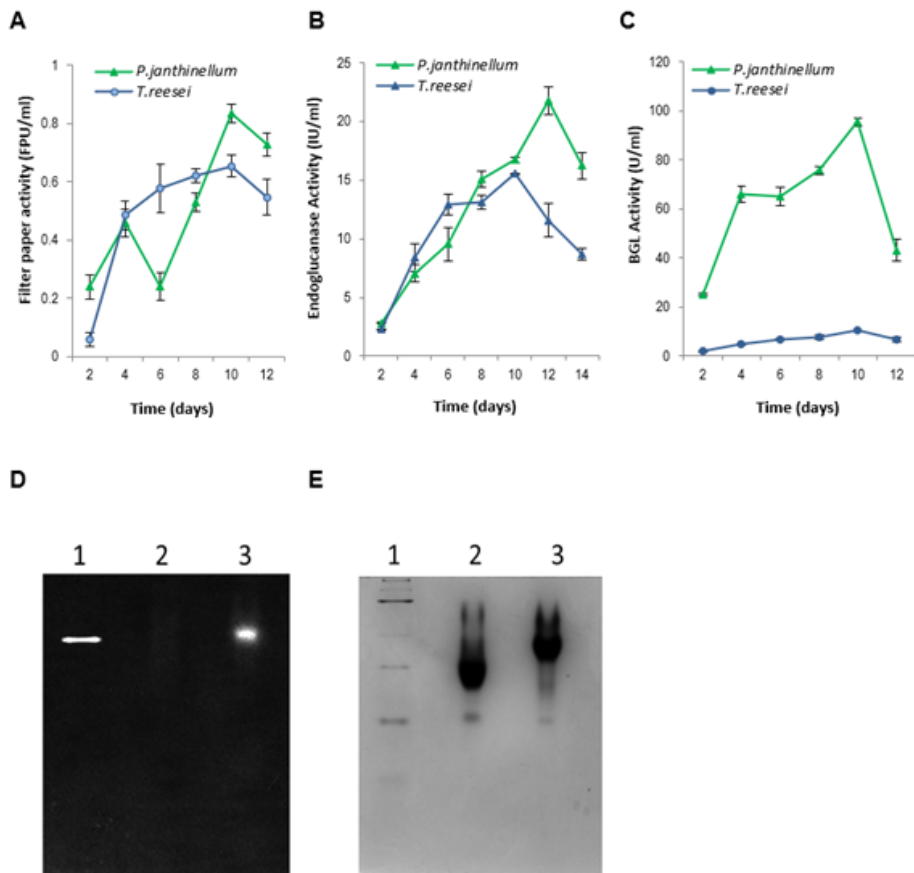 A
P.janthinellum
T.reesei
Filter paper activity (FPU/ml)
1
0.8
0.6
0.4
0.2
0
2 4 6 8 10 12
Time (days)
B
P.janthinellum
T.reesei
Endoglucanase Activity (IU/ml)
25
20
15
10
5
0
2 4 6 8 10 12 14
Time (days)
C
P.janthinellum
T.reesei
BGL Activity (U/ml)
120
100
80
60
40
20
0
2 4 6 8 10 12
Time (days)
D
1 2 3
E
1 2 3